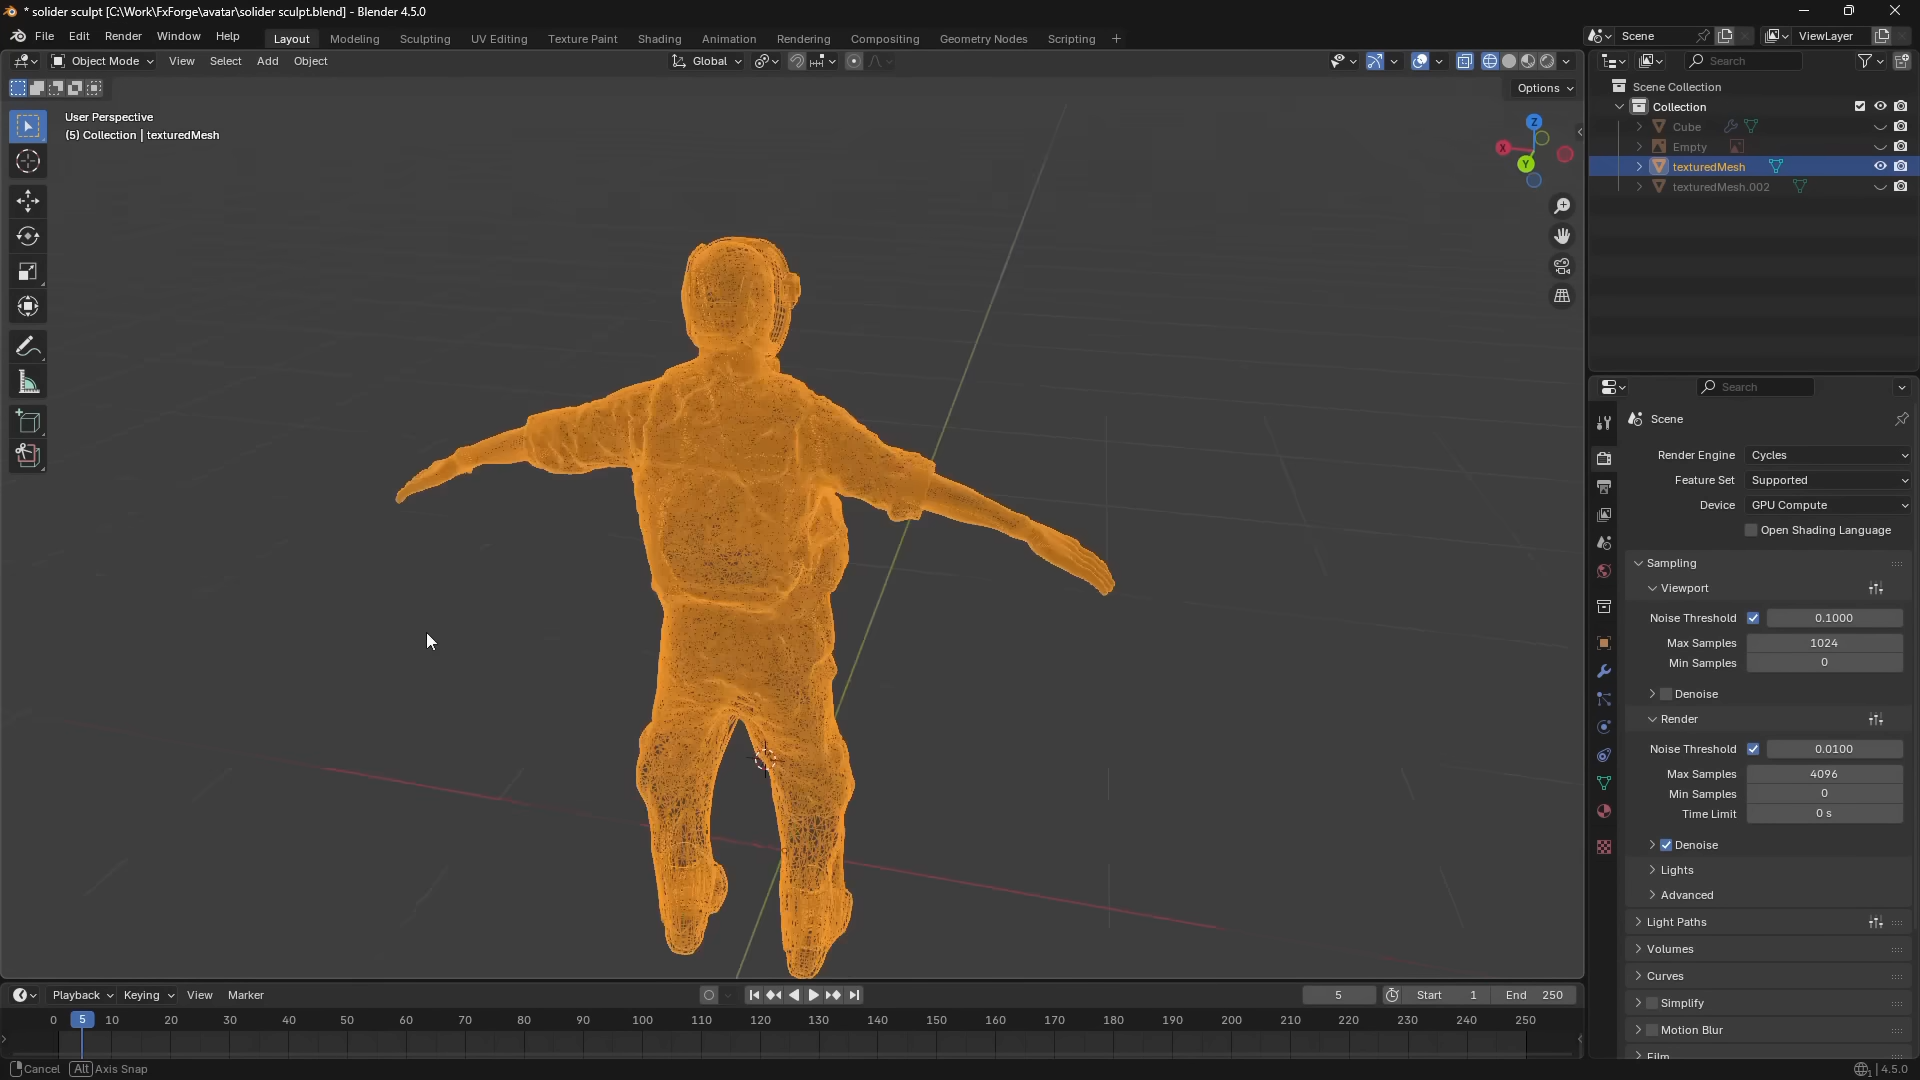 * solider sculpt [C:\Work\FxForge\avatar\solider sculpt.blend] - Blender 4.5.0
File Edit Render Window Help Layout Modeling Sculpting UV Editing Texture Paint Shading Animation Rendering Compositing Geometry Nodes Scripting + Scene ViewLayer
Object Mode View Select Add Object Global Search
Options
User Perspective
(5) Collection | texturedMesh
Z
X
Y
Scene Collection
Collection
Cube
Empty
texturedMesh
texturedMesh.002
Search
Scene
Render Engine Cycles
Feature Set Supported
Device GPU Compute
Open Shading Language
Sampling
Viewport
Noise Threshold 0.1000
Max Samples 1024
Min Samples 0
Denoise
Render
Noise Threshold 0.0100
Max Samples 4096
Min Samples 0
Time Limit 0 s
Denoise
Lights
Advanced
Light Paths
Volumes
Curves
Simplify
Motion Blur
Film
Playback Keying View Marker 5 Start 1 End 250
0 5 10 20 30 40 50 60 70 80 90 100 110 120 130 140 150 160 170 180 190 200 210 220 230 240 250
Cancel Alt Axis Snap 4.5.0